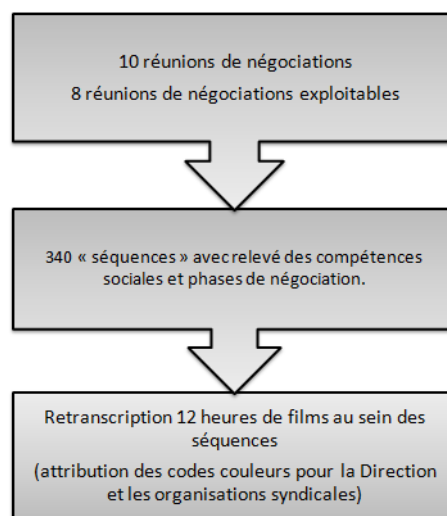 10 réunions de négociations
8 réunions de négociations exploitables
340 « séquences » avec relevé des compétences
sociales et phases de négociation.
Retranscription 12 heures de films au sein des
séquences
(attribution des codes couleurs pour la Direction
et les organisations syndicales)